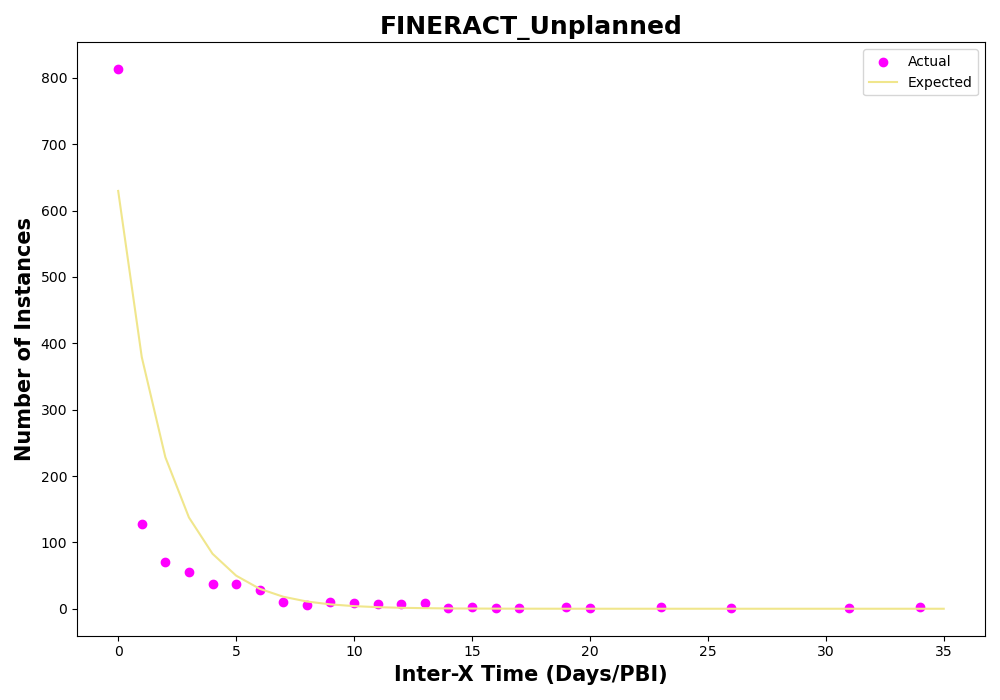 FINERACT_Unplanned
Actual
Expected
Number of Instances
800
700
600
500
400
300
200
100
0
0 5 10 15 20 25 30 35
Inter-X Time (Days/PBI)